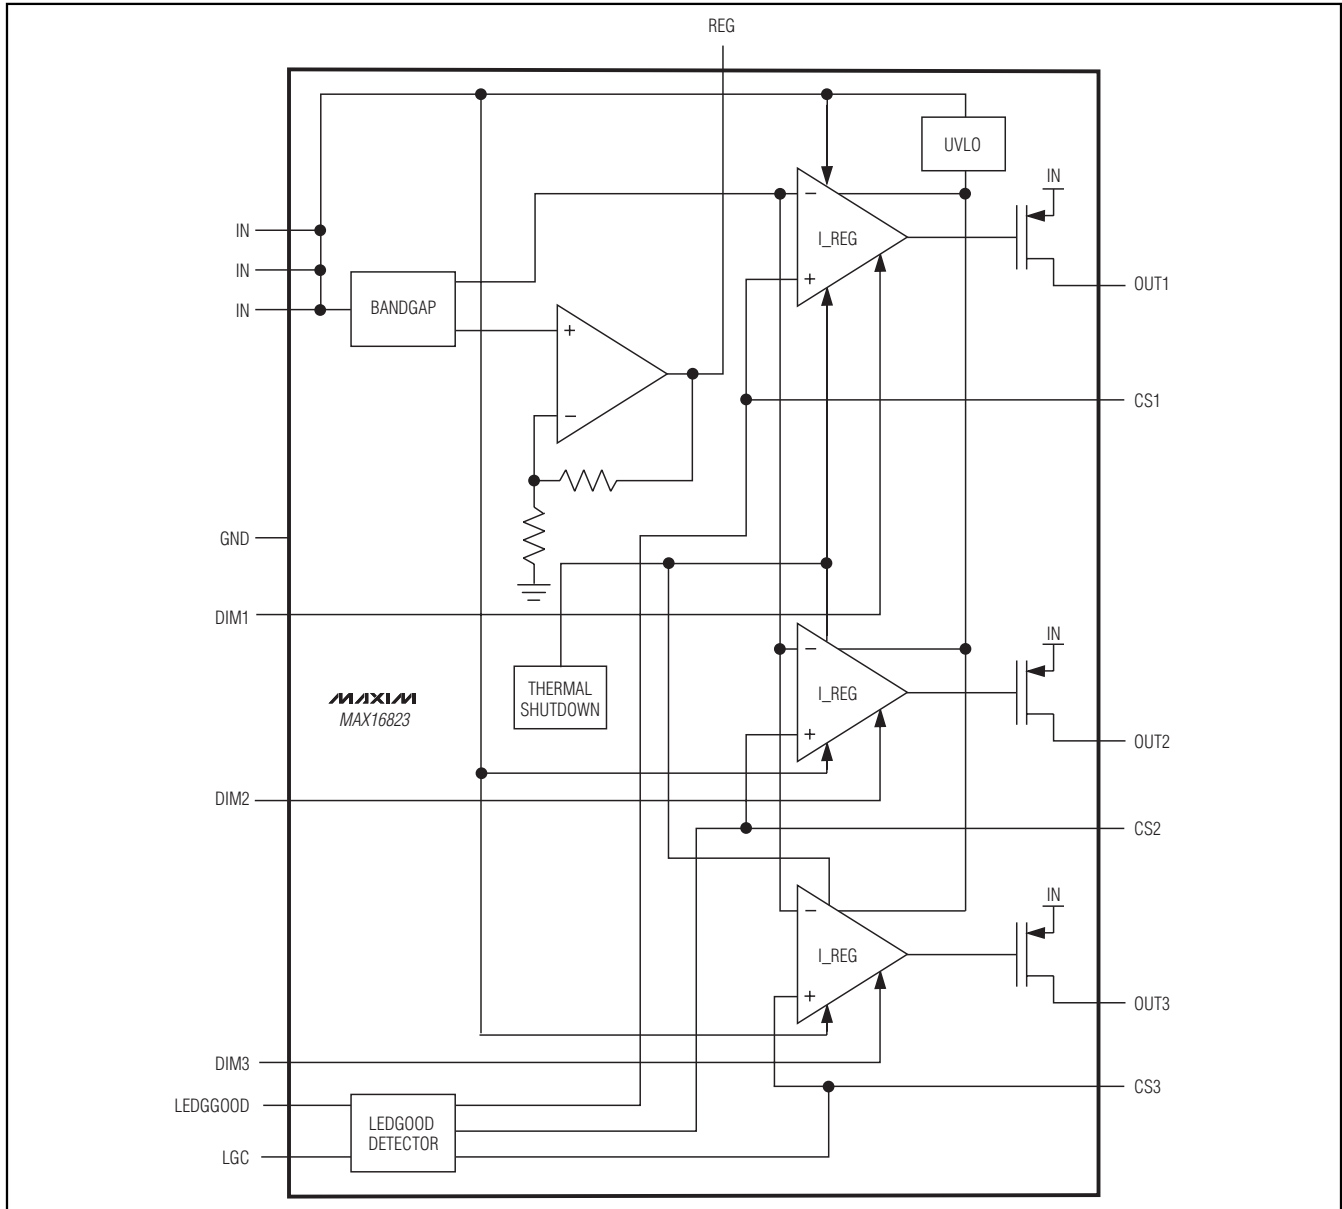 REG
UVLO
IN
−
I_REG
+
IN
IN
IN
BANDGAP
OUT1
+
−
CS1
GND
DIM1
IN
−
I_REG
+
THERMAL
SHUTDOWN
MAXIM
MAX16823
OUT2
DIM2
CS2
IN
−
I_REG
+
OUT3
DIM3
CS3
LEDGGOOD
LEDGOOD
DETECTOR
LGC